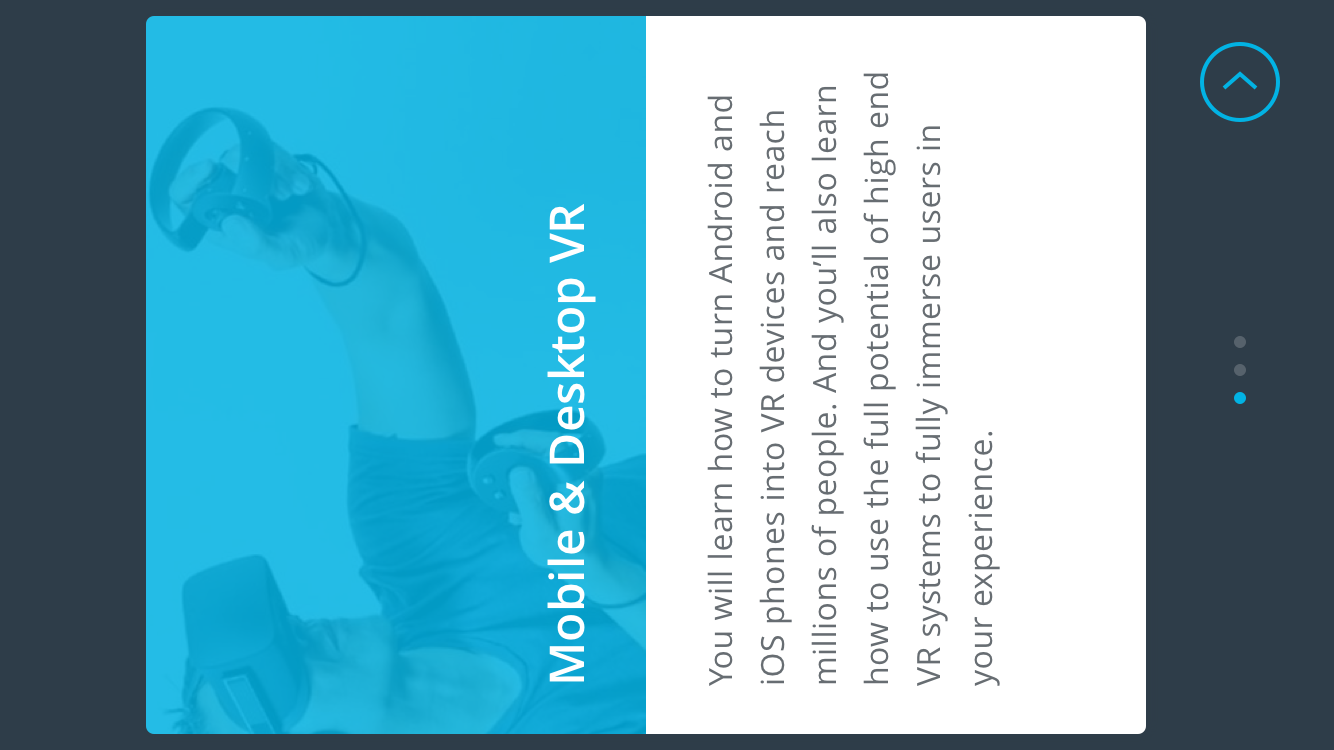 Mobile & Desktop VR
You will learn how to turn Android and
iOS phones into VR devices and reach
millions of people. And you’ll also learn
how to use the full potential of high end
VR systems to fully immerse users in
your experience.